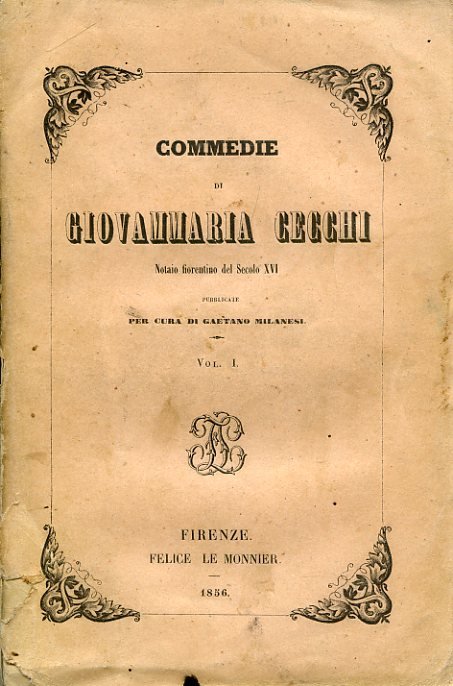 COMMEDIE
DI
GIOVAMMARIA CECCHI
Notaio fiorentino del Secolo XVI
PUBBLICATE
PER CURA DI GAETANO MILANESI.
VOL. I.
FIRENZE.
FELICE LE MONNIER.
1856.